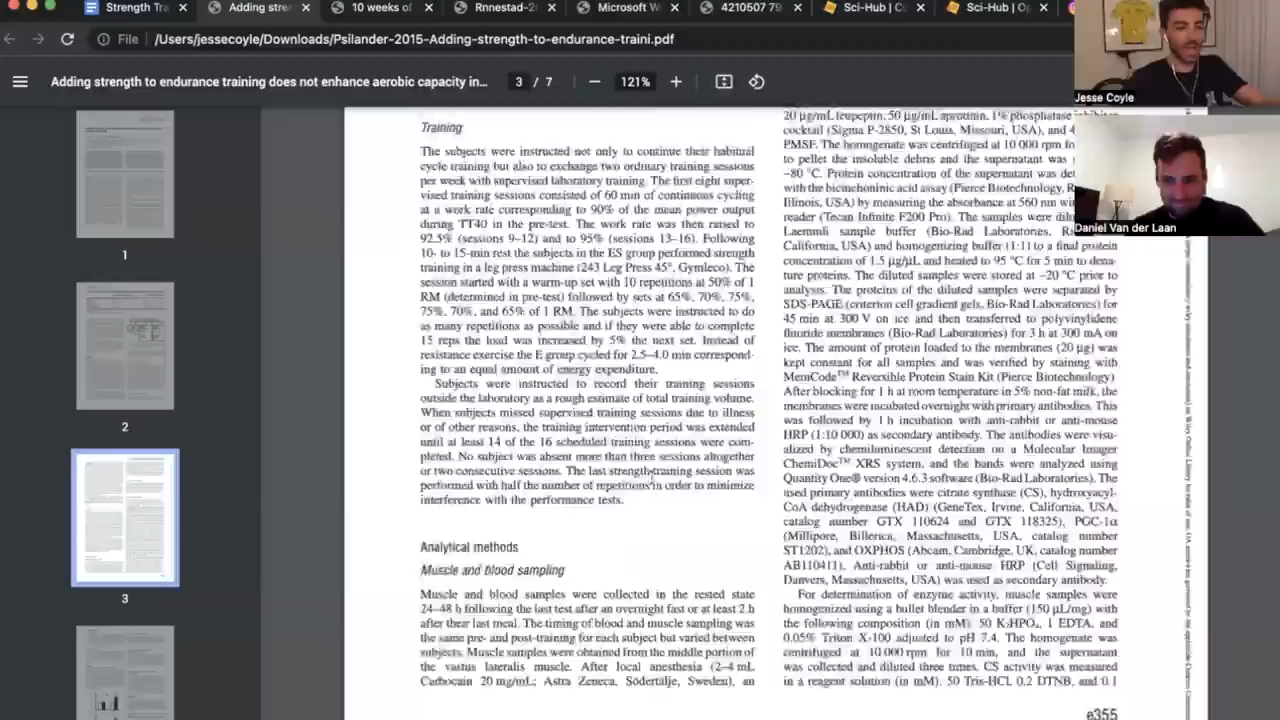 Strength Tra
Adding stren
10 weeks of
Rnnestad-2
Microsoft W
4210507 79
Sci-Hub | C
Sci-Hub | O
File
/Users/jessecoyle/Downloads/Psilander-2015-Adding-strength-to-endurance-traini.pdf
Adding strength to endurance training does not enhance aerobic capacity in...
3 / 7
121%
Jesse Coyle
Daniel Van der Laan
1
2
3
Training
The subjects were instructed not only to continue their habitual
cycle training but also to exchange two ordinary training sessions
per week with supervised laboratory training. The first eight super-
vised training sessions consisted of 60 min of continuous cycling
at a work rate corresponding to 90% of the mean power output
during TT40 in the pre-test. The work rate was then raised to
92.5% (sessions 9–12) and to 95% (sessions 13–16). Following
10- to 15-min rest the subjects in the ES group performed strength
training in a leg press machine (243 Leg Press 45°, Gymleco). The
session started with a warm-up set with 10 repetitions at 50% of 1
RM (determined in pre-test) followed by sets at 65%, 70%, 75%,
75%, 70%, and 65% of 1 RM. The subjects were instructed to do
as many repetitions as possible and if they were able to complete
15 reps the load was increased by 5% the next set. Instead of
resistance exercise the E group cycled for 2.5–4.0 min correspond-
ing to an equal amount of energy expenditure.
Subjects were instructed to record their training sessions
outside the laboratory as a rough estimate of total training volume.
When subjects missed supervised training sessions due to illness
or of other reasons, the training intervention period was extended
until at least 14 of the 16 scheduled training sessions were com-
pleted. No subject was absent more than three sessions altogether
or two consecutive sessions. The last strength training session was
performed with half the number of repetitions in order to minimize
interference with the performance tests.
Analytical methods
Muscle and blood sampling
Muscle and blood samples were collected in the rested state
24–48 h following the last test after an overnight fast or at least 2 h
after their last meal. The timing of blood and muscle sampling was
the same pre- and post-training for each subject but varied between
subjects. Muscle samples were obtained from the middle portion of
the vastus lateralis muscle. After local anesthesia (2–4 mL
Carbocain 20 mg/mL; Astra Zeneca, Södertälje, Sweden), an
20 μg/mL leupeptin, 50 μg/mL aprotinin, 1% phosphatase inhibitor
cocktail (Sigma P-2850, St Louis, Missouri, USA), and
PMSF. The homogenate was centrifuged at 10 000 rpm fo
to pellet the insoluble debris and the supernatant was
−80 °C. Protein concentration of the supernatant was det
with the bicinchoninic acid assay (Pierce Biotechnology, R
Illinois, USA) by measuring the absorbance at 560 nm wi
reader (Tecan Infinite F200 Pro). The samples were dilu
Laemmli sample buffer (Bio-Rad Laboratories, R
California, USA) and homogenizing buffer (1:1) to a final protein
concentration of 1.5 μg/μL and heated to 95 °C for 5 min to dena-
ture proteins. The diluted samples were stored at −20 °C prior to
analysis. The proteins of the diluted samples were separated by
SDS-PAGE (criterion cell gradient gels, Bio-Rad Laboratories) for
45 min at 300 V on ice and then transferred to polyvinylidene
fluoride membranes (Bio-Rad Laboratories) for 3 h at 300 mA on
ice. The amount of protein loaded to the membranes (20 μg) was
kept constant for all samples and was verified by staining with
MemCode™ Reversible Protein Stain Kit (Pierce Biotechnology)
After blocking for 1 h at room temperature in 5% non-fat milk, the
membranes were incubated overnight with primary antibodies. This
was followed by 1 h incubation with anti-rabbit or anti-mouse
HRP (1:10 000) as secondary antibody. The antibodies were visu-
alized by chemiluminescent detection on a Molecular Imager
ChemiDoc™ XRS system, and the bands were analyzed using
Quantity One® version 4.6.3 software (Bio-Rad Laboratories). The
used primary antibodies were citrate synthase (CS), hydroxyacyl-
CoA dehydrogenase (HAD) (GeneTex, Irvine, California, USA,
catalog number GTX 110624 and GTX 118325), PGC-1α
(Millipore, Billerica, Massachusetts, USA, catalog number
ST1202), and OXPHOS (Abcam, Cambridge, UK, catalog number
AB110411). Anti-rabbit or anti-mouse HRP (Cell Signaling,
Danvers, Massachusetts, USA) was used as secondary antibody.
For determination of enzyme activity, muscle samples were
homogenized using a bullet blender in a buffer (150 μL/mg) with
the following composition (in mM): 50 K₂HPO₄, 1 EDTA, and
0.05% Triton X-100 adjusted to pH 7.4. The homogenate was
centrifuged at 10 000 rpm for 10 min, and the supernatant
was collected and diluted three times. CS activity was measured
in a reagent solution (in mM). 50 Tris-HCL 0.2 DTNB, and 0.1
e355